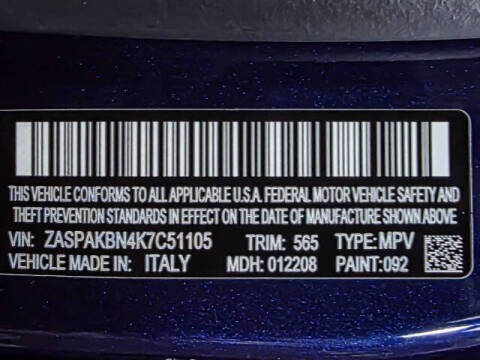 THIS VEHICLE CONFORMS TO ALL APPLICABLE U.S.A. FEDERAL MOTOR VEHICLE SAFETY AND
THEFT PREVENTION STANDARDS IN EFFECT ON THE DATE OF MANUFACTURE SHOWN ABOVE
VIN: ZASPAKBN4K7C51105 TRIM: 565 TYPE:MPV
VEHICLE MADE IN: ITALY MDH: 012208 PAINT:092